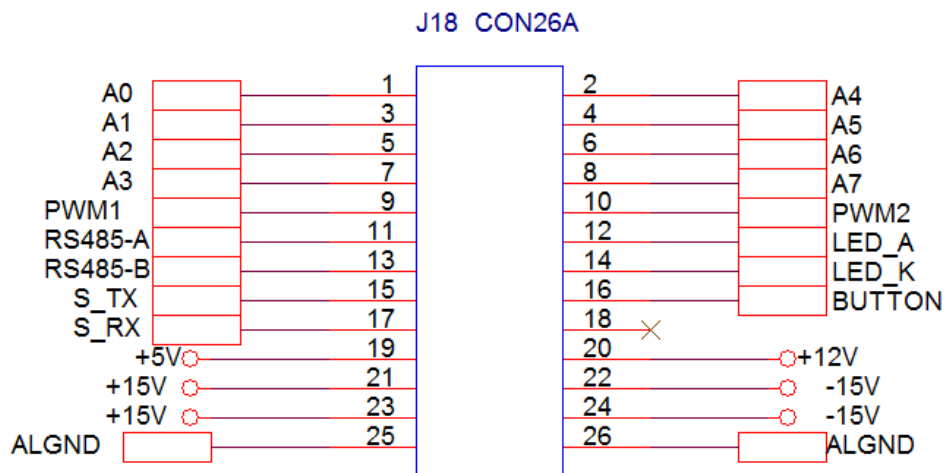 J18 CON26A
A0 1 2 A4
A1 3 4 A5
A2 5 6 A6
A3 7 8 A7
PWM1 9 10 PWM2
RS485-A 11 12 LED_A
RS485-B 13 14 LED_K
S_TX 15 16 BUTTON
S_RX 17 18
+5V 19 20 +12V
+15V 21 22 -15V
+15V 23 24 -15V
ALGND 25 26 ALGND